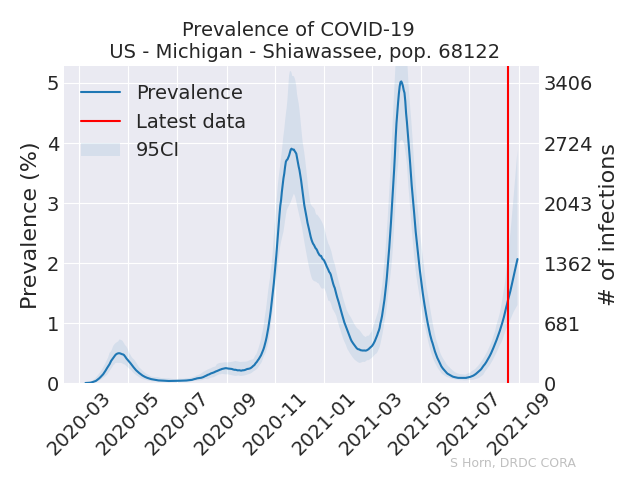 Prevalence of COVID-19
US - Michigan - Shiawassee, pop. 68122
Prevalence
Latest data
95CI
Prevalence (%)
5
4
3
2
1
0
3406
2724
2043
1362
681
0
# of infections
2020-03
2020-05
2020-07
2020-09
2020-11
2021-01
2021-03
2021-05
2021-07
2021-09
S Horn, DRDC CORA